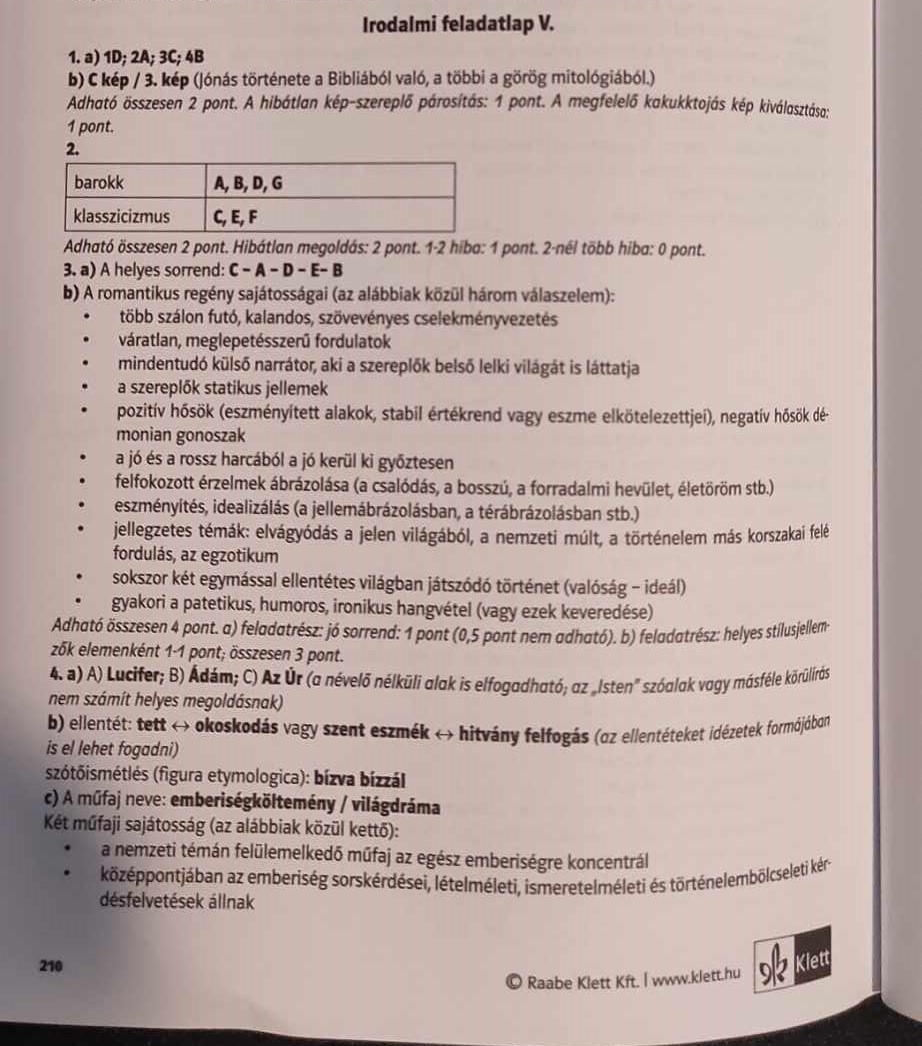 Irodalmi feladatlap V.
1. a) 1D; 2A; 3C; 4B
b) C kép / 3. kép (Jónás története a Bibliából való, a többi a görög mitológiából.)
Adható összesen 2 pont. A hibátlan kép-szereplő párosítás: 1 pont. A megfelelő kakukktojás kép kiválasztása:
1 pont.
2.
barokk A, B, D, G
klasszicizmus C, E, F
Adható összesen 2 pont. Hibátlan megoldás: 2 pont. 1-2 hiba: 1 pont. 2-nél több hiba: 0 pont.
3. a) A helyes sorrend: C – A – D – E– B
b) A romantikus regény sajátosságai (az alábbiak közül három válaszelem):
• több szálon futó, kalandos, szövevényes cselekményvezetés
• váratlan, meglepetésszerű fordulatok
• mindentudó külső narrátor, aki a szereplők belső lelki világát is láttatja
• a szereplők statikus jellemek
• pozitív hősök (eszményített alakok, stabil értékrend vagy eszme elkötelezettjei), negatív hősök dé-
monian gonoszak
• a jó és a rossz harcából a jó kerül ki győztesen
• felfokozott érzelmek ábrázolása (a csalódás, a bosszú, a forradalmi hevület, életöröm stb.)
• eszményítés, idealizálás (a jellemábrázolásban, a térábrázolásban stb.)
• jellegzetes témák: elvágyódás a jelen világából, a nemzeti múlt, a történelem más korszakai felé
fordulás, az egzotikum
• sokszor két egymással ellentétes világban játszódó történet (valóság – ideál)
• gyakori a patetikus, humoros, ironikus hangvétel (vagy ezek keveredése)
Adható összesen 4 pont. a) feladatrész: jó sorrend: 1 pont (0,5 pont nem adható). b) feladatrész: helyes stílusjellem-
zők elemenként 1-1 pont; összesen 3 pont.
4. a) A) Lucifer; B) Ádám; C) Az Úr (a névelő nélküli alak is elfogadható; az „Isten” szóalak vagy másféle körülírás
nem számít helyes megoldásnak)
b) ellentét: tett ↔ okoskodás vagy szent eszmék ↔ hitvány felfogás (az ellentéteket idézetek formájában
is el lehet fogadni)
szótőismétlés (figura etymologica): bízva bízzál
c) A műfaj neve: emberiségköltemény / világdráma
Két műfaji sajátosság (az alábbiak közül kettő):
• a nemzeti témán felülemelkedő műfaj az egész emberiségre koncentrál
• középpontjában az emberiség sorskérdései, lételméleti, ismeretelméleti és történelembölcseleti kér-
désfelvetések állnak
210
© Raabe Klett Kft. | www.klett.hu
Klett